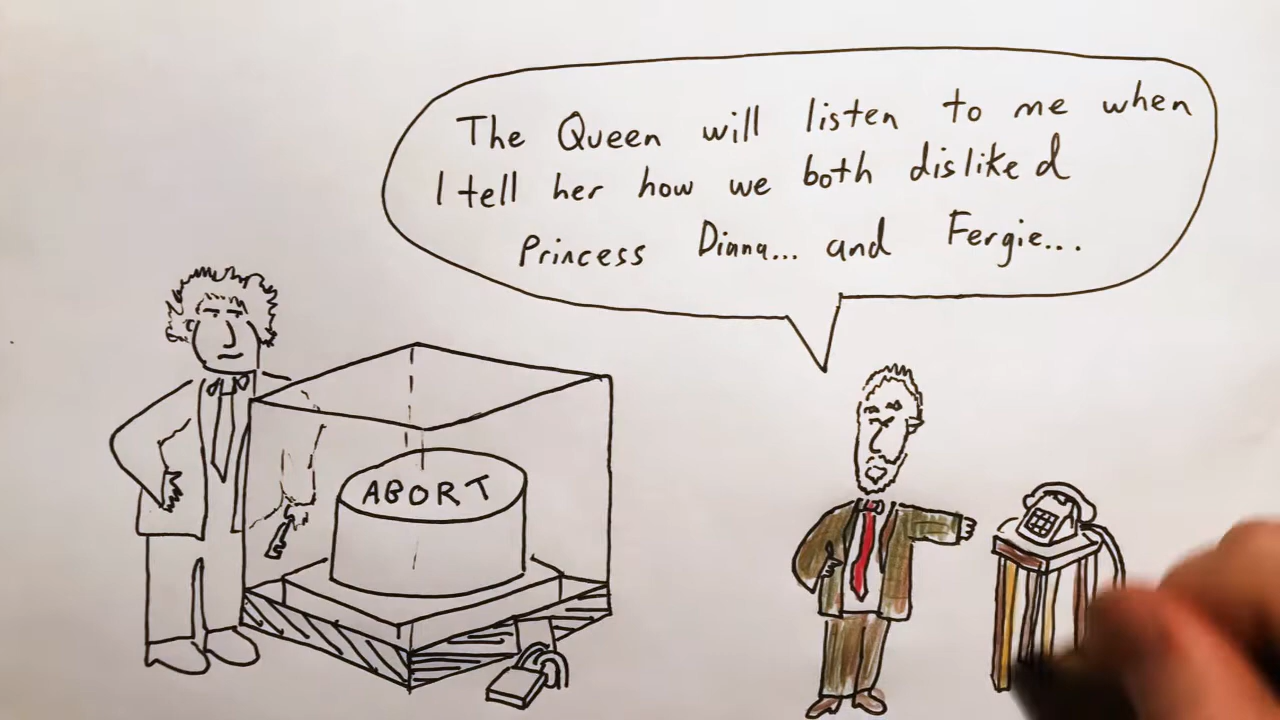 The Queen will listen to me when
I tell her how we both disliked
Princess Diana... and Fergie...
ABORT